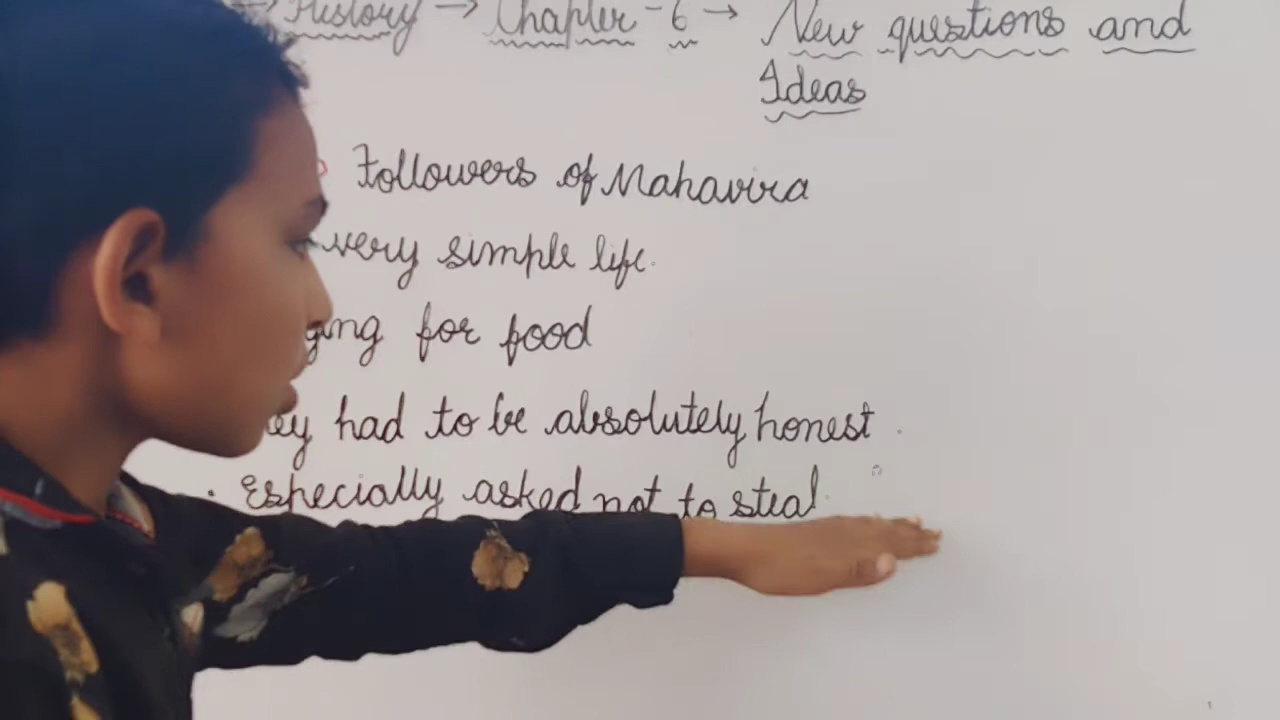 → History → Chapter - 6 → New questions and
Ideas
Followers of Mahavira
very simple life.
for food
had to be absolutely honest.
• Especially asked not to steal.